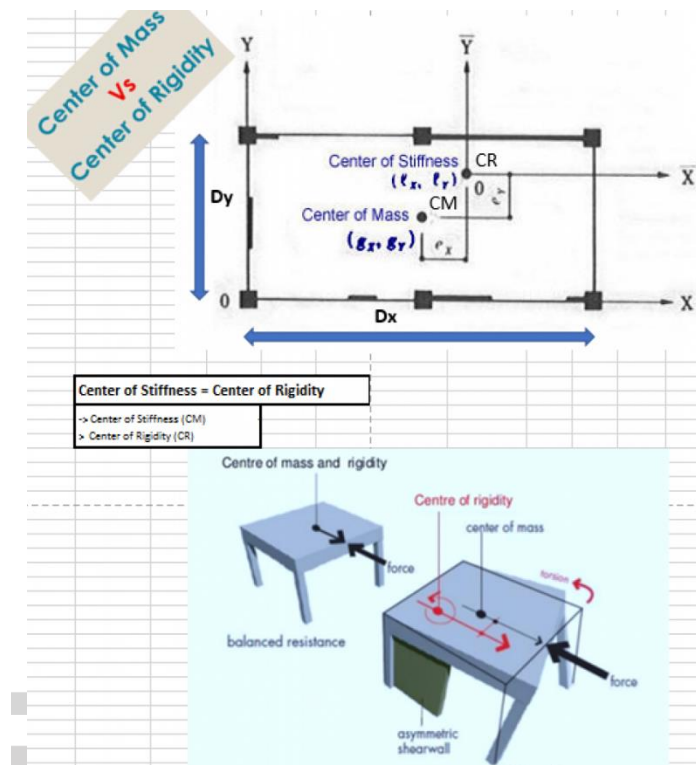 Center of Mass
Vs
Center of Rigidity
Y
Y̅
Center of Stiffness
CR
(ℓX, ℓY)
0
X̅
eY
Dy
Center of Mass
CM
(gX, gY)
eX
0
X
Dx
Center of Stiffness = Center of Rigidity
-> Center of Stiffness (CM)
> Center of Rigidity (CR)
Centre of mass and rigidity
Centre of rigidity
center of mass
force
torsion
balanced resistance
force
asymmetric
shearwall